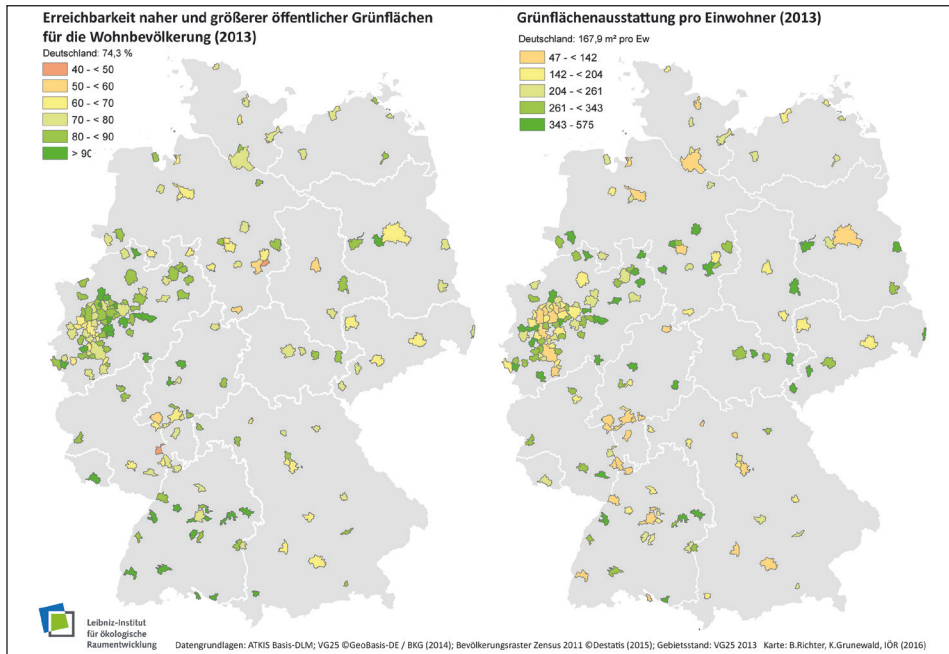 Erreichbarkeit naher und größerer öffentlicher Grünflächen
für die Wohnbevölkerung (2013)
Deutschland: 74,3 %
40 - < 50
50 - < 60
60 - < 70
70 - < 80
80 - < 90
> 90
Grünflächenausstattung pro Einwohner (2013)
Deutschland: 167,9 m² pro Ew
47 - < 142
142 - < 204
204 - < 261
261 - < 343
343 - 575
Leibniz-Institut
für ökologische
Raumentwicklung
Datengrundlagen: ATKIS Basis-DLM; VG25 ©GeoBasis-DE / BKG (2014); Bevölkerungsraster Zensus 2011 ©Destatis (2015); Gebietsstand: VG25 2013 Karte: B.Richter, K.Grunewald, IÖR (2016)